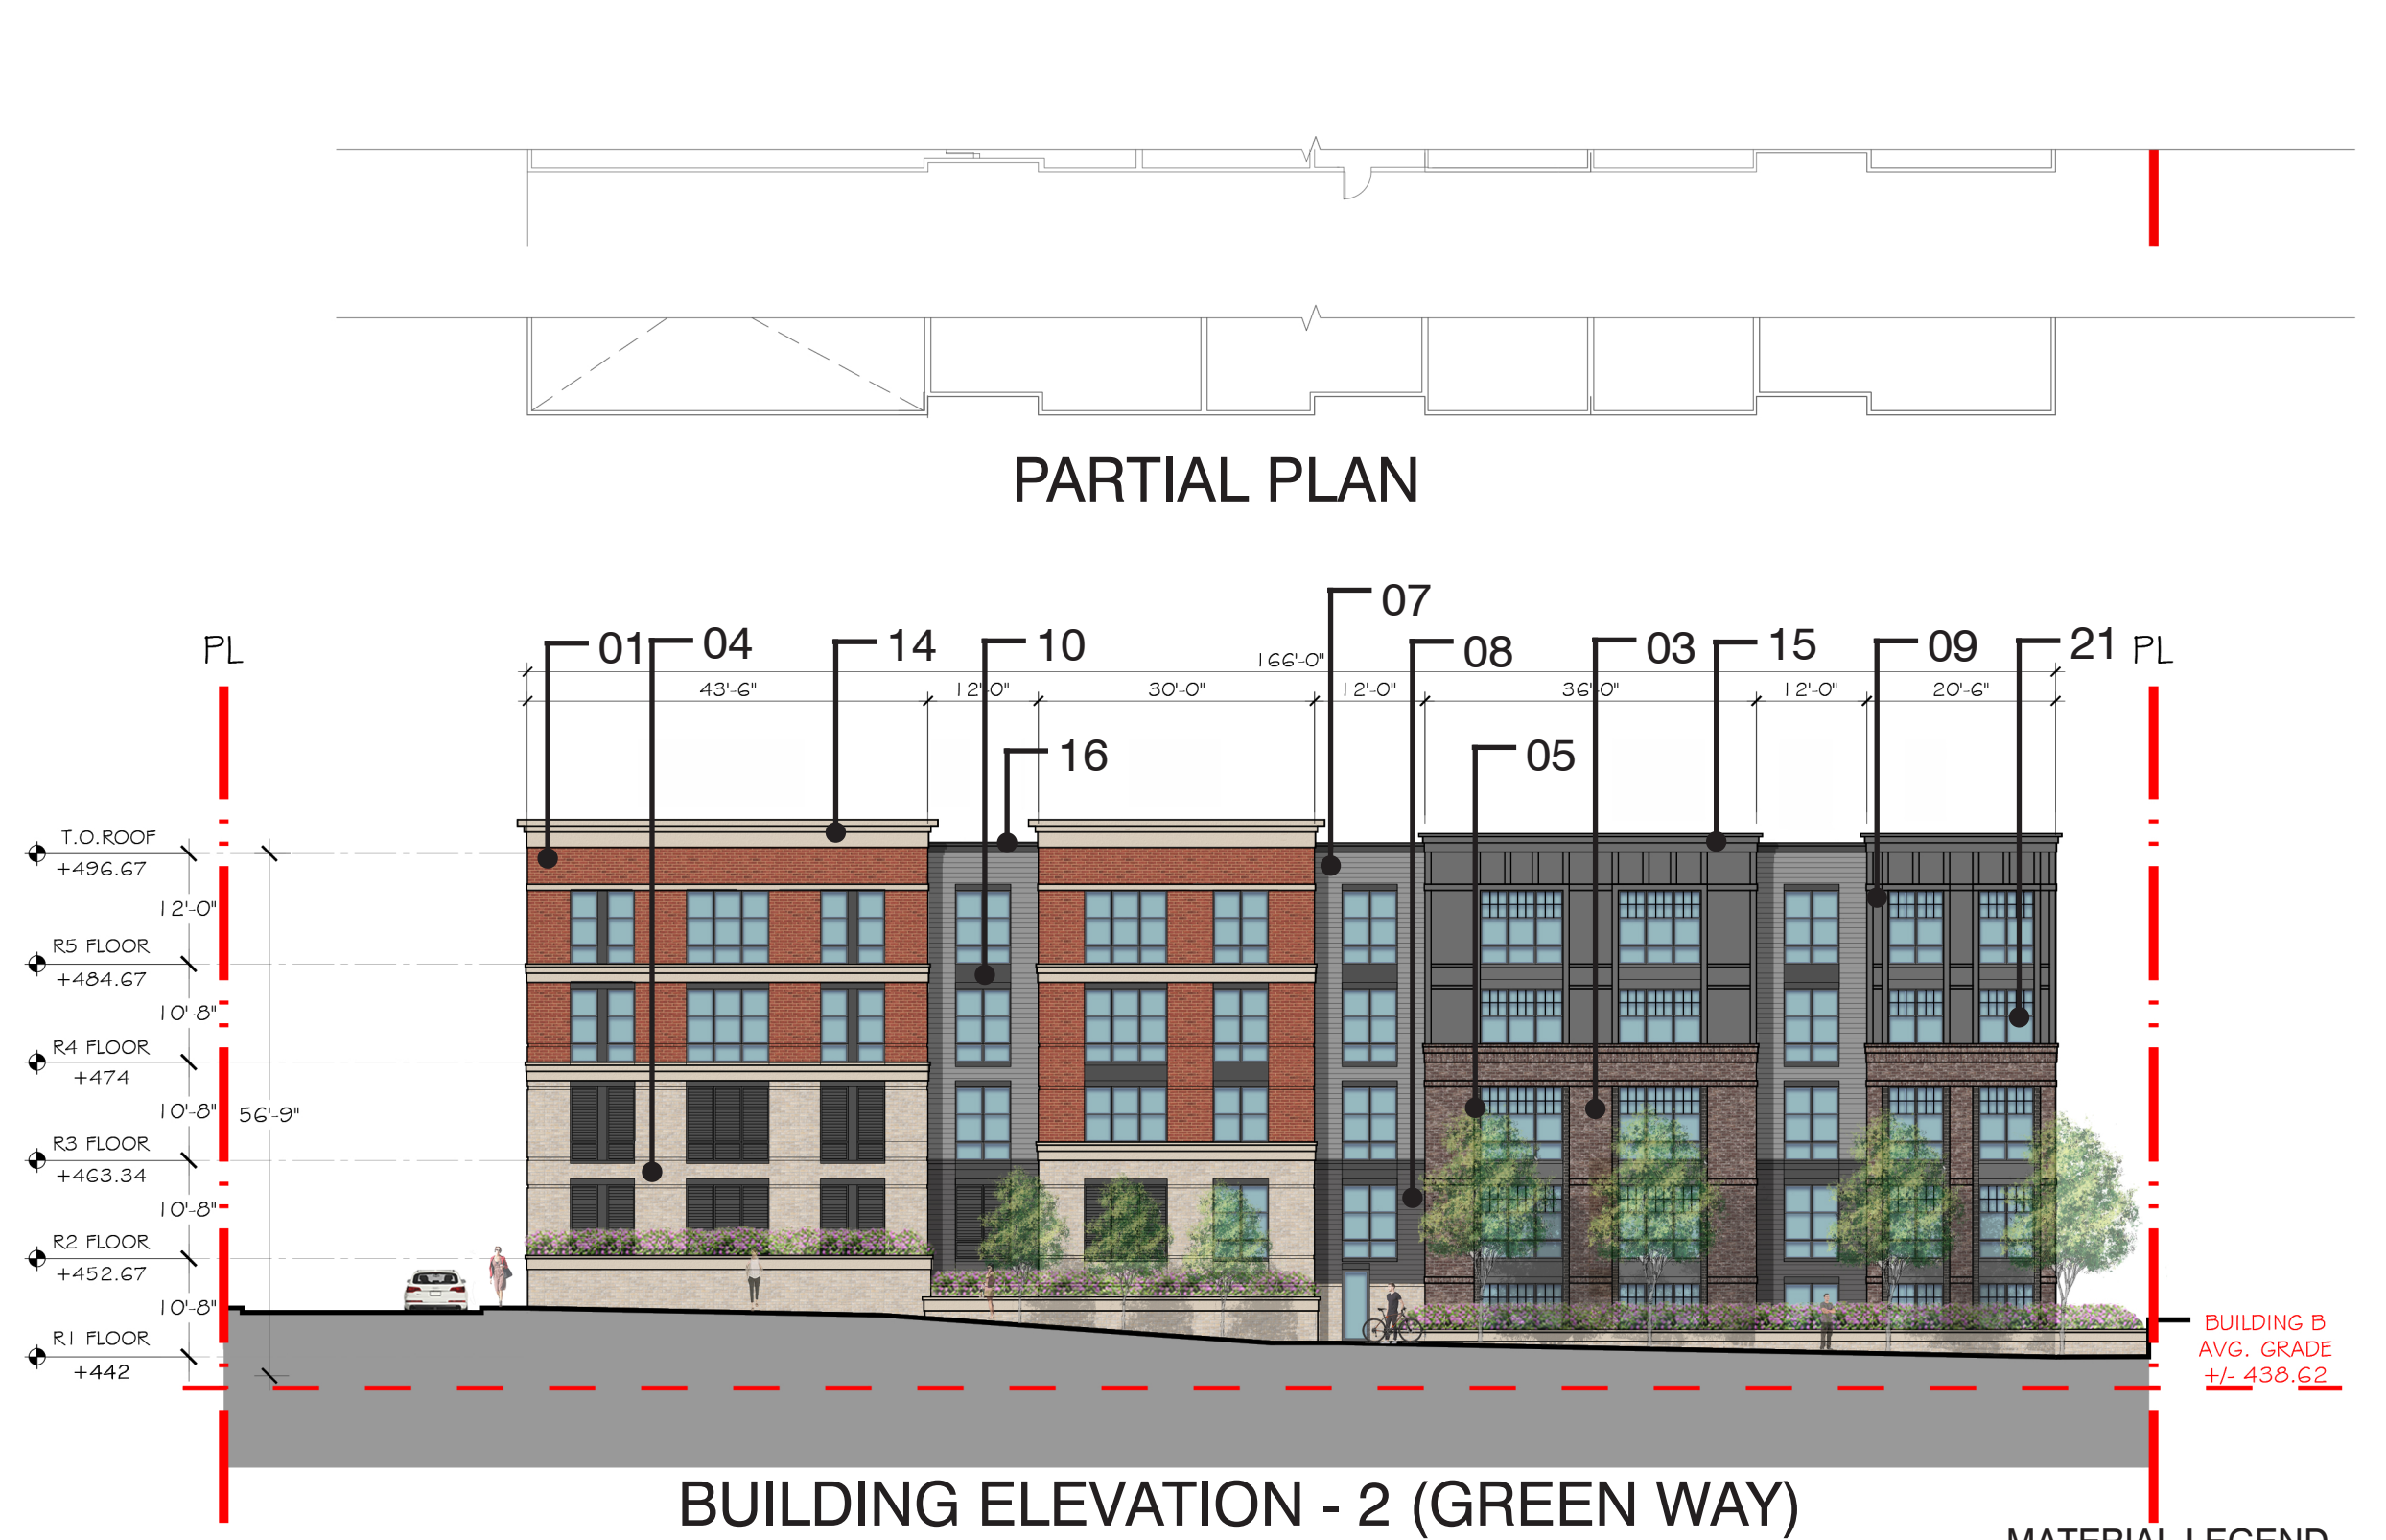 PARTIAL PLAN
07
PL
01
04
14
10
08
03
15
09
21
PL
166'-0"
43'-6"
12'-0"
30'-0"
12'-0"
36'-0"
12'-0"
20'-6"
16
05
T.O.ROOF
+496.67
12'-0"
R5 FLOOR
+484.67
10'-8"
R4 FLOOR
+474
10'-8"
56'-9"
R3 FLOOR
+463.34
10'-8"
R2 FLOOR
+452.67
10'-8"
R1 FLOOR
+442
BUILDING B
AVG. GRADE
+/- 438.62
BUILDING ELEVATION - 2 (GREEN WAY)
MATERIAL LEGEND